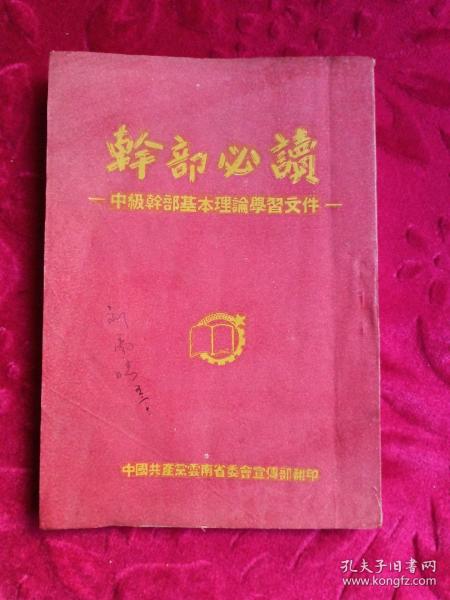 幹部必讀
—中級幹部基本理論學習文件—
中國共產黨雲南省委會宣傳部翻印
孔夫子旧书网
www.kongfz.com